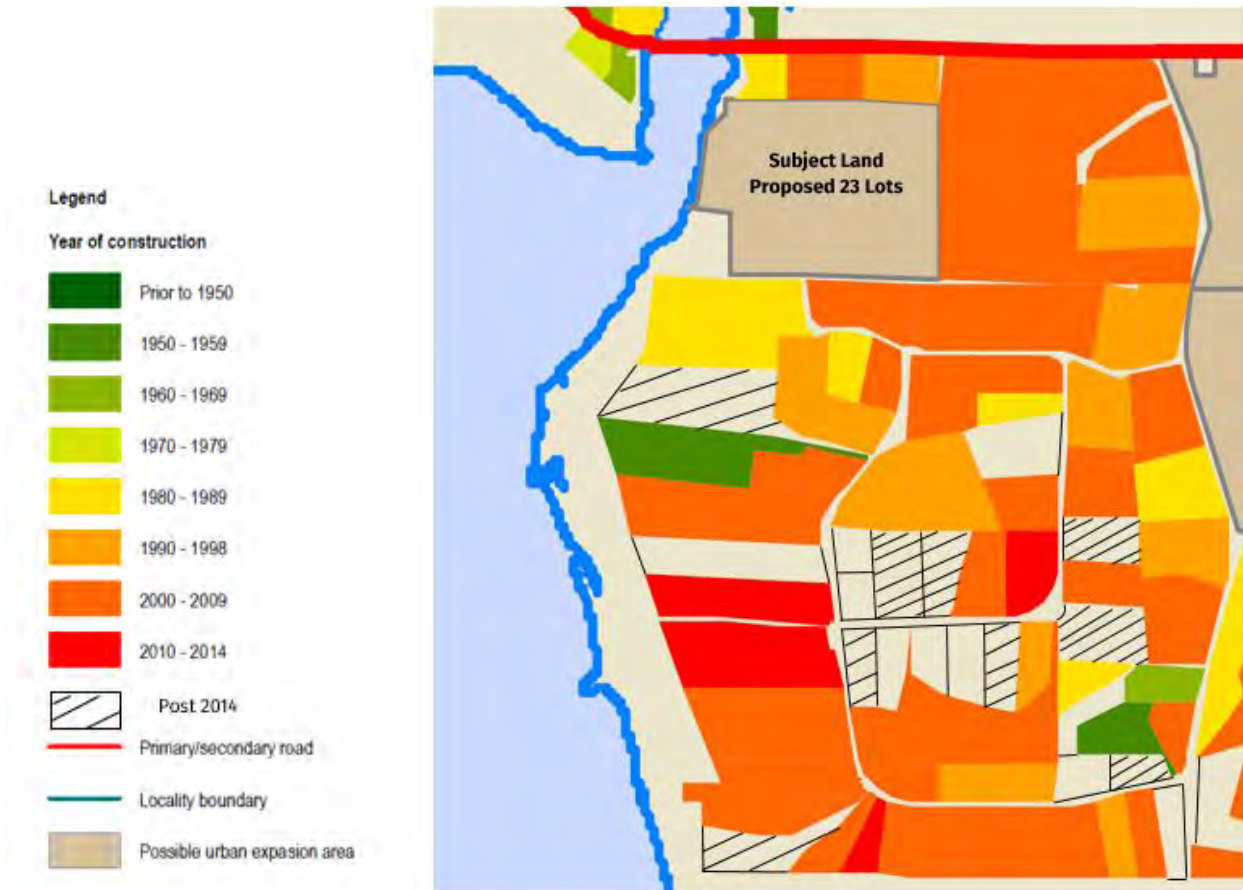 Legend
Year of construction
Prior to 1950
1950 - 1959
1960 - 1969
1970 - 1979
1980 - 1989
1990 - 1998
2000 - 2009
2010 - 2014
Post 2014
Primary/secondary road
Locality boundary
Possible urban expasion area
Subject Land
Proposed 23 Lots